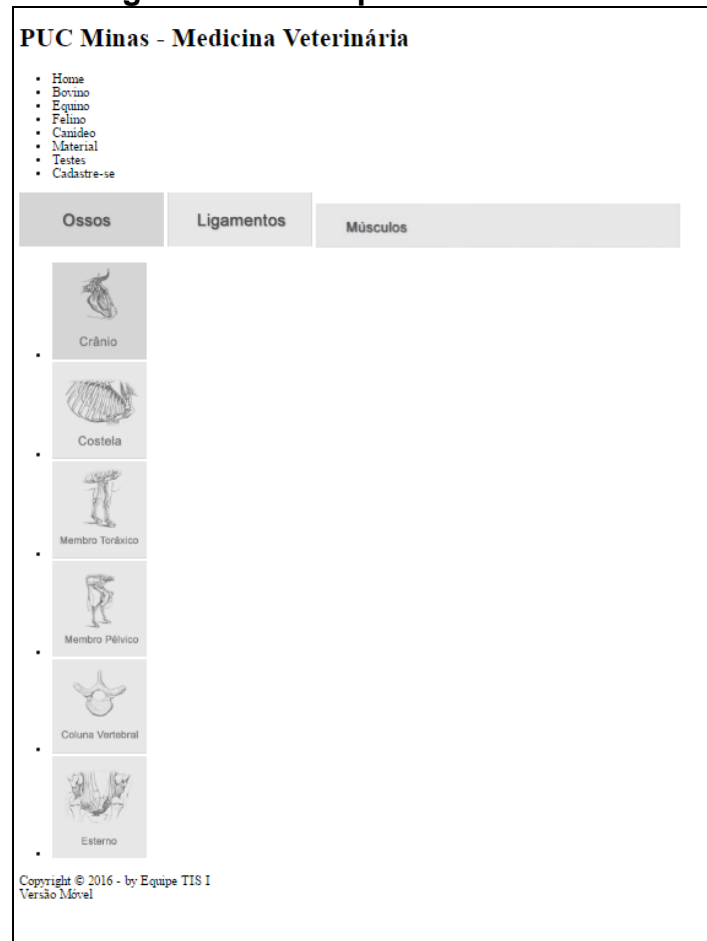 PUC Minas - Medicina Veterinária
Home
Bovino
Equino
Felino
Canídeo
Material
Testes
Cadastre-se
Ossos
Ligamentos
Músculos
Crânio
Costela
Membro Toráxico
Membro Pélvico
Coluna Vertebral
Esterno
Copyright © 2016 - by Equipe TIS I
Versão Móvel